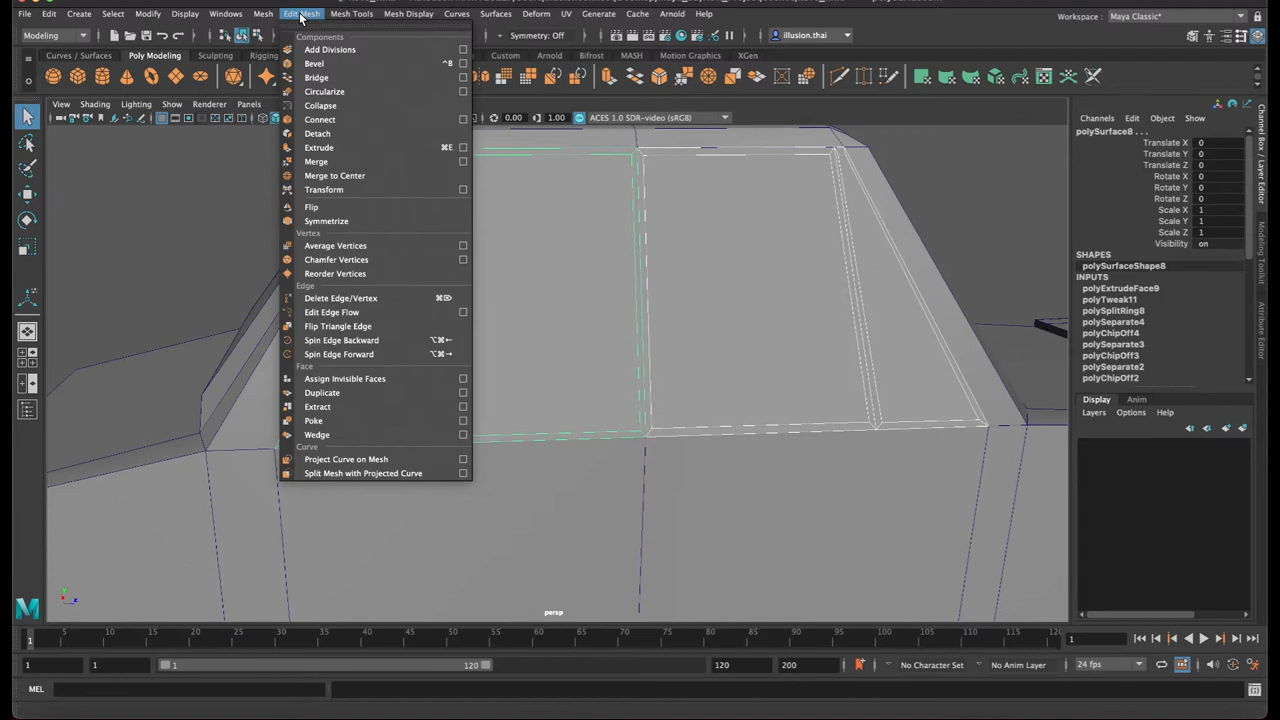 File Edit Create Select Modify Display Windows Mesh Edit Mesh Mesh Tools Mesh Display Curves Surfaces Deform UV Generate Cache Arnold Help
Workspace : Maya Classic*
Modeling
Symmetry: Off
illusion.thai
Curves / Surfaces Poly Modeling Sculpting Rigging
Arnold Bifrost MASH Motion Graphics XGen
View Shading Lighting Show Renderer Panels
0.00 1.00 ACES 1.0 SDR-video (sRGB)
Components
Add Divisions
Bevel ^B
Bridge
Circularize
Collapse
Connect
Detach
Extrude ⌘E
Merge
Merge to Center
Transform
Flip
Symmetrize
Vertex
Average Vertices
Chamfer Vertices
Reorder Vertices
Edge
Delete Edge/Vertex ⌘⌦
Edit Edge Flow
Flip Triangle Edge
Spin Edge Backward ⌥⌘←
Spin Edge Forward ⌥⌘→
Face
Assign Invisible Faces
Duplicate
Extract
Poke
Wedge
Curve
Project Curve on Mesh
Split Mesh with Projected Curve
Channels Edit Object Show
polySurface8 . . .
Translate X 0
Translate Y 0
Translate Z 0
Rotate X 0
Rotate Y 0
Rotate Z 0
Scale X 1
Scale Y 1
Scale Z 1
Visibility on
SHAPES
polySurfaceShape8
INPUTS
polyExtrudeFace9
polyTweak11
polySplitRing8
polySeparate4
polyChipOff4
polySeparate3
polyChipOff3
polySeparate2
polyChipOff2
Display Anim
Layers Options Help
Channel Box / Layer Editor
Modeling Toolkit
Attribute Editor
persp
5 10 15 20 25 30 35 40 45 50 55 60 65 70 75 80 85 90 95 100 105 110 115 120
1
1
1 1 1 120 120 200 No Character Set No Anim Layer 24 fps
MEL